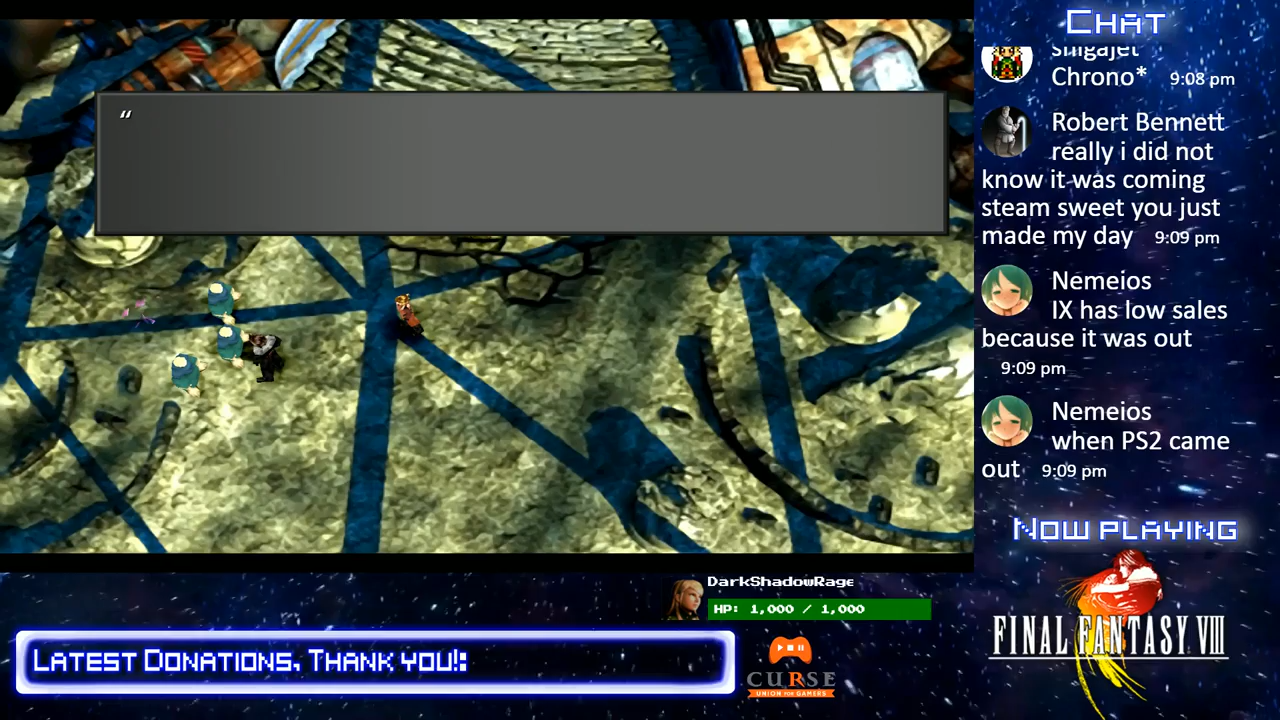 “
CHAT
shigajet
Chrono* 9:08 pm
Robert Bennett
really i did not
know it was coming
steam sweet you just
made my day 9:09 pm
Nemeios
IX has low sales
because it was out
9:09 pm
Nemeios
when PS2 came
out 9:09 pm
NOW PLAYING
FINAL FANTASY VIII
DarkShadowRage
HP: 1,000 / 1,000
LATEST DONATIONS, THANK YOU!:
CURSE
UNION FOR GAMERS